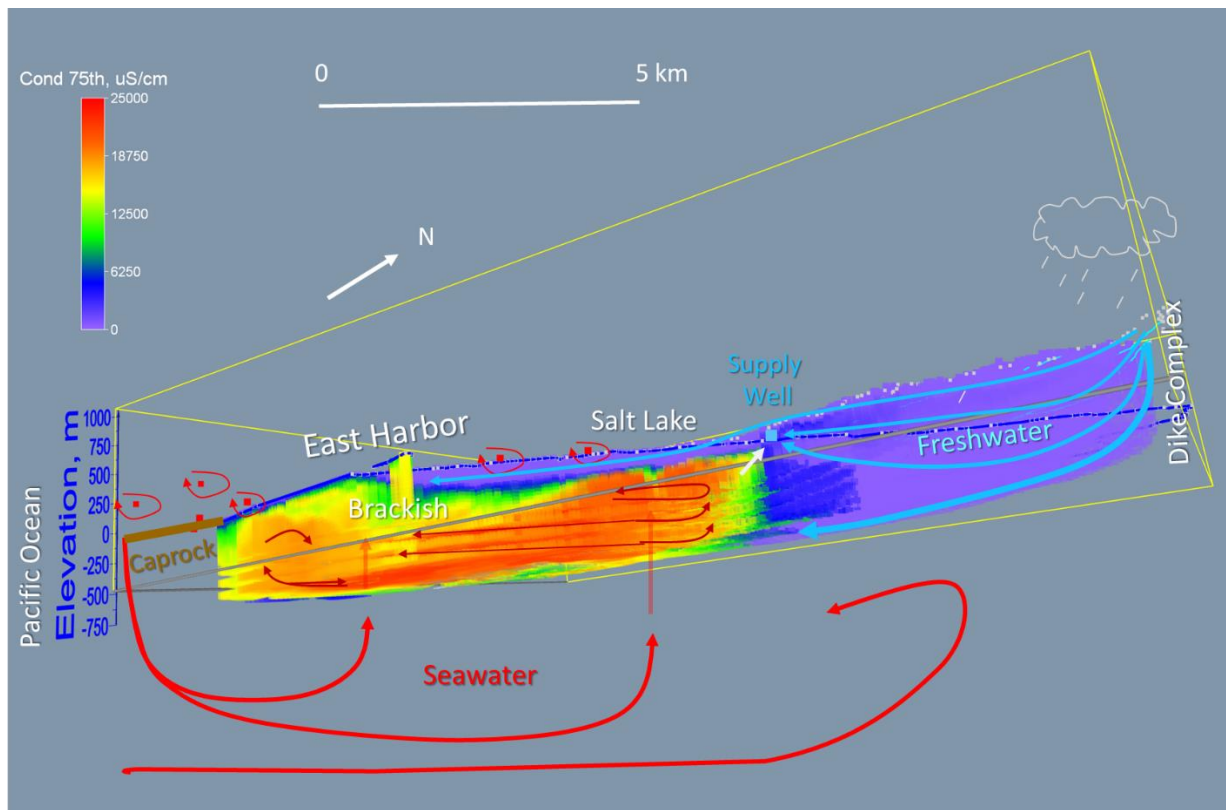 Cond 75th, uS/cm
25000
18750
12500
6250
0
0
5 km
N
Supply
Well
Salt Lake
East Harbor
Freshwater
Dike Complex
Brackish
Caprock
Pacific Ocean
Elevation, m
1000
750
500
250
0
-250
-500
-750
Seawater